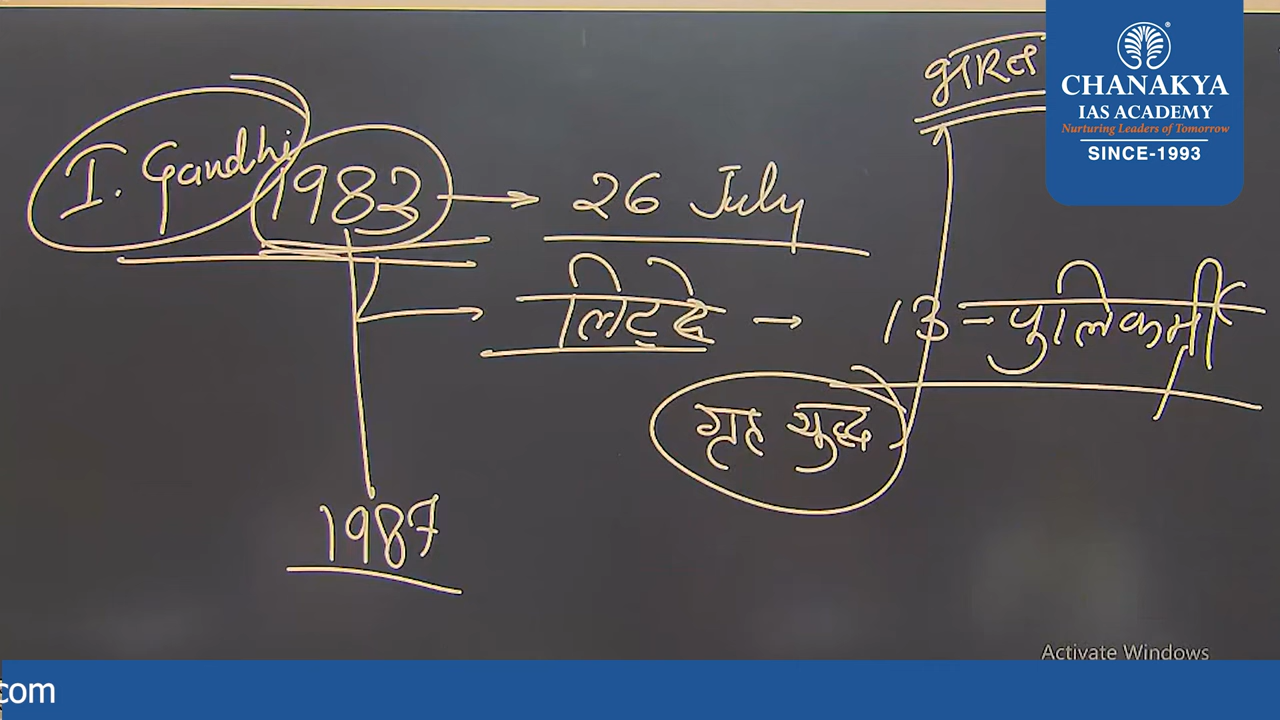 I. Gandhi 1983 → 26 July
भारत
लिट्टे → 13 - पुलिकर्मी
गृह युद्ध
1987
CHANAKYA
IAS ACADEMY
Nurturing Leaders of Tomorrow
SINCE-1993
Activate Windows
com